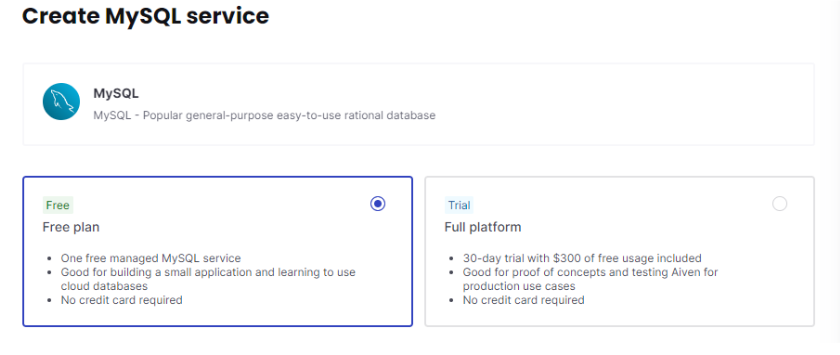 Create MySQL service
MySQL
MySQL - Popular general-purpose easy-to-use rational database
Free
Free plan
• One free managed MySQL service
• Good for building a small application and learning to use
cloud databases
• No credit card required
Trial
Full platform
• 30-day trial with $300 of free usage included
• Good for proof of concepts and testing Aiven for
production use cases
• No credit card required